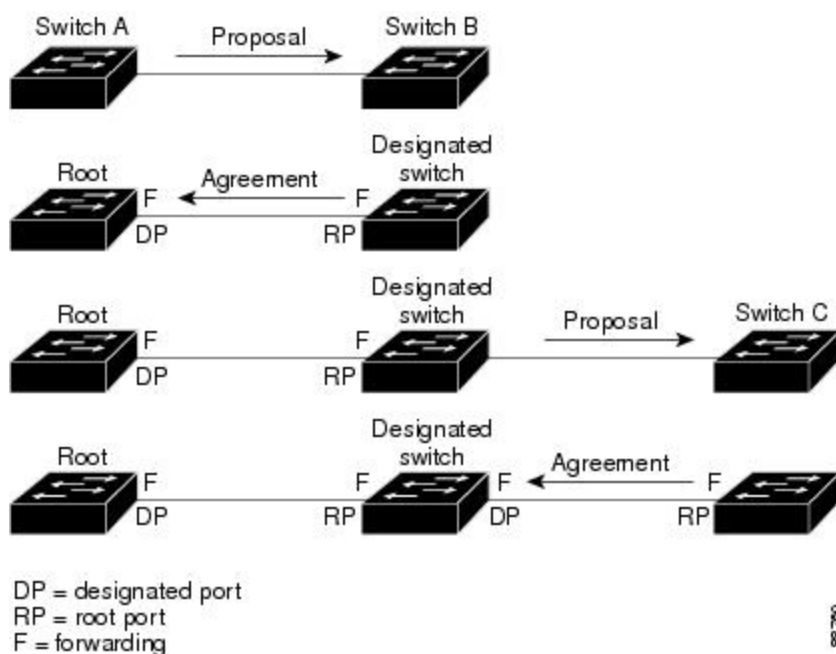 Switch A
Proposal
Switch B
Root
F
DP
Agreement
Designated
switch
F
RP
Root
F
DP
Designated
switch
F
RP
Proposal
Switch C
Root
F
DP
Designated
switch
F
RP
F
DP
Agreement
F
RP
DP = designated port
RP = root port
F = forwarding